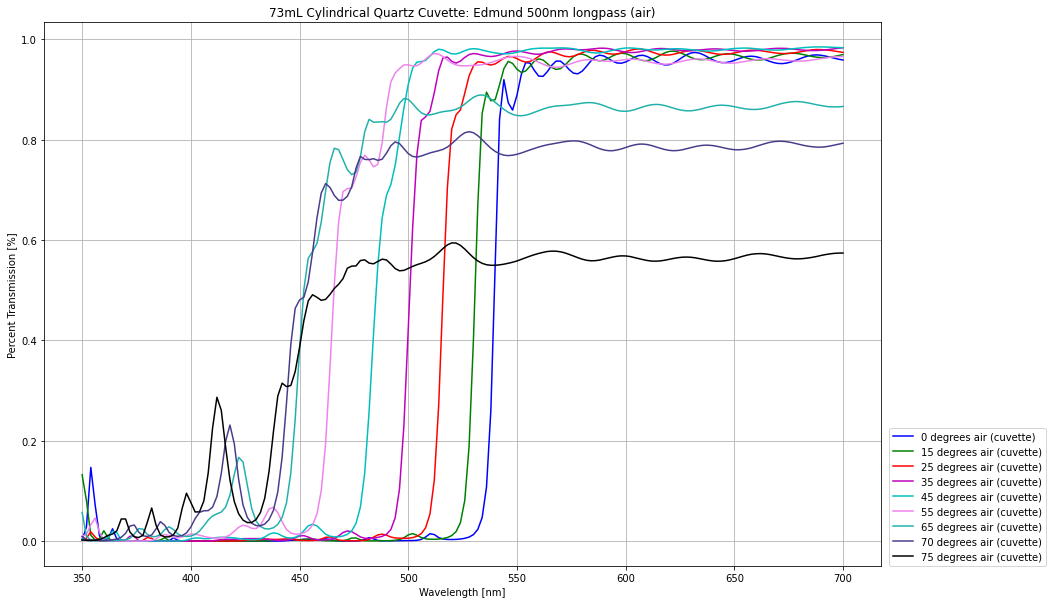 73mL Cylindrical Quartz Cuvette: Edmund 500nm longpass (air)
1.0
0.8
0.6
0.4
0.2
0.0
Percent Transmission [%]
350
400
450
500
550
600
650
700
Wavelength [nm]
0 degrees air (cuvette)
15 degrees air (cuvette)
25 degrees air (cuvette)
35 degrees air (cuvette)
45 degrees air (cuvette)
55 degrees air (cuvette)
65 degrees air (cuvette)
70 degrees air (cuvette)
75 degrees air (cuvette)